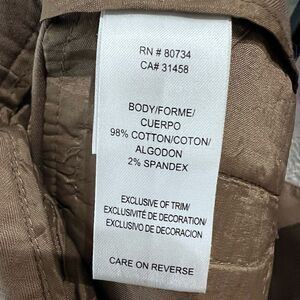 RN # 80734
CA# 31458
BODY/FORME/
CUERPO
98% COTTON/COTON/
ALGODON
2% SPANDEX
EXCLUSIVE OF TRIM/
EXCLUSIVITÉ DE DECORATION/
EXCLUSIVO DE DECORACION
CARE ON REVERSE